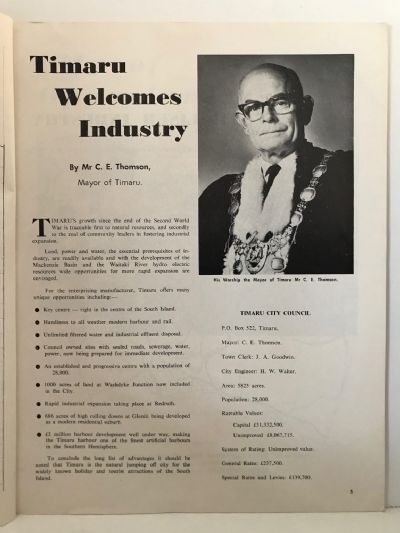 Timaru
Welcomes
Industry
By Mr C. E. Thomson,
Mayor of Timaru.
TIMARU'S growth since the end of the Second World
War is traceable first to natural resources, and secondly
to the zeal of community leaders in fostering industrial
expansion.
Land, power and water, the essential prerequisites of in-
dustry, are readily available and with the development of the
Mackenzie Basin and the Waitaki River hydro electric
resources wide opportunities for more rapid expansion are
envisaged.
For the enterprising manufacturer, Timaru offers many
unique opportunities including:—
● Key centre — right in the centre of the South Island.
● Handiness to all weather modern harbour and rail.
● Unlimited filtered water and industrial effluent disposal.
● Council owned sites with sealed roads, sewerage, water,
power, now being prepared for immediate development.
● An established and progressive centre with a population of
28,000.
● 1000 acres of land at Washdyke Junction now included
in the City.
● Rapid industrial expansion taking place at Redruth.
● 686 acres of high rolling downs at Gleniti being developed
as a modern residential suburb.
● £1 million harbour development well under way, making
the Timaru harbour one of the finest artificial harbours
in the Southern Hemisphere.
To conclude the long list of advantages it should be
noted that Timaru is the natural jumping off city for the
widely known holiday and tourist attractions of the South
Island.
His Worship the Mayor of Timaru Mr C. E. Thomson.
TIMARU CITY COUNCIL
P.O. Box 522, Timaru.
Mayor: C. E. Thomson.
Town Clerk: J. A. Goodwin.
City Engineer: H. W. Walter.
Area: 5825 acres.
Population: 28,000.
Rateable Values:
Capital £31,332,500.
Unimproved £8,067,715.
System of Rating: Unimproved value.
General Rates: £237,500.
Special Rates and Levies: £139,700.
5